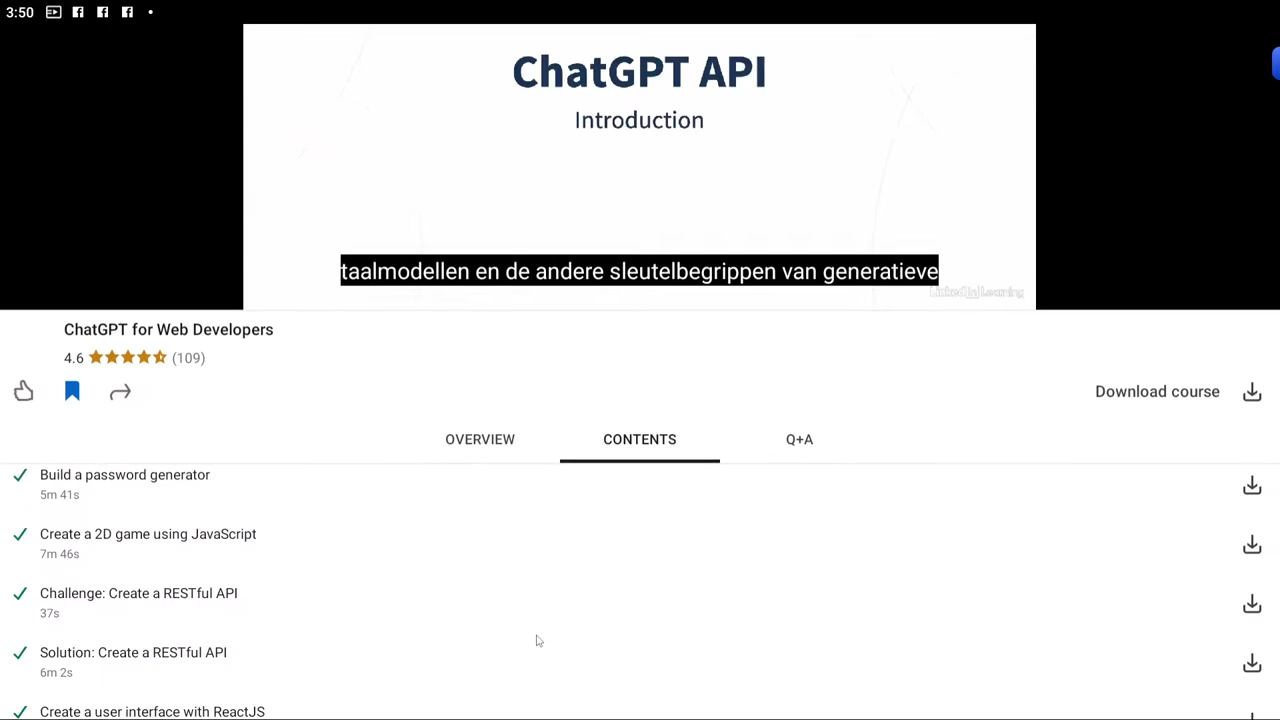 3:50
ChatGPT API
Introduction
taalmodellen en de andere sleutelbegrippen van generatieve
LinkedIn Learning
ChatGPT for Web Developers
4.6 (109)
Download course
OVERVIEW
CONTENTS
Q+A
Build a password generator
5m 41s
Create a 2D game using JavaScript
7m 46s
Challenge: Create a RESTful API
37s
Solution: Create a RESTful API
6m 2s
Create a user interface with ReactJS